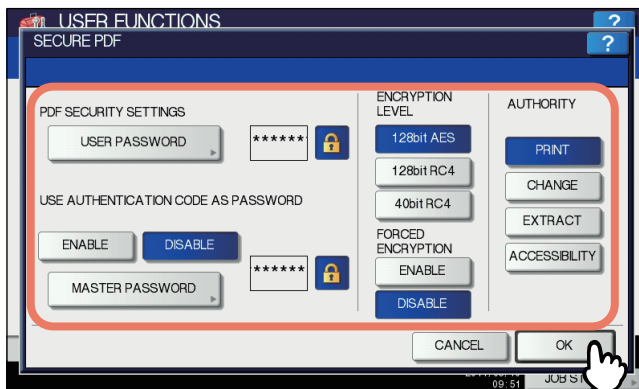 USER FUNCTIONS
?
SECURE PDF
?
PDF SECURITY SETTINGS
USER PASSWORD
******
USE AUTHENTICATION CODE AS PASSWORD
ENABLE
DISABLE
MASTER PASSWORD
******
ENCRYPTION
LEVEL
128bit AES
128bit RC4
40bit RC4
FORCED
ENCRYPTION
ENABLE
DISABLE
AUTHORITY
PRINT
CHANGE
EXTRACT
ACCESSIBILITY
CANCEL
OK
09:51
JOB ST